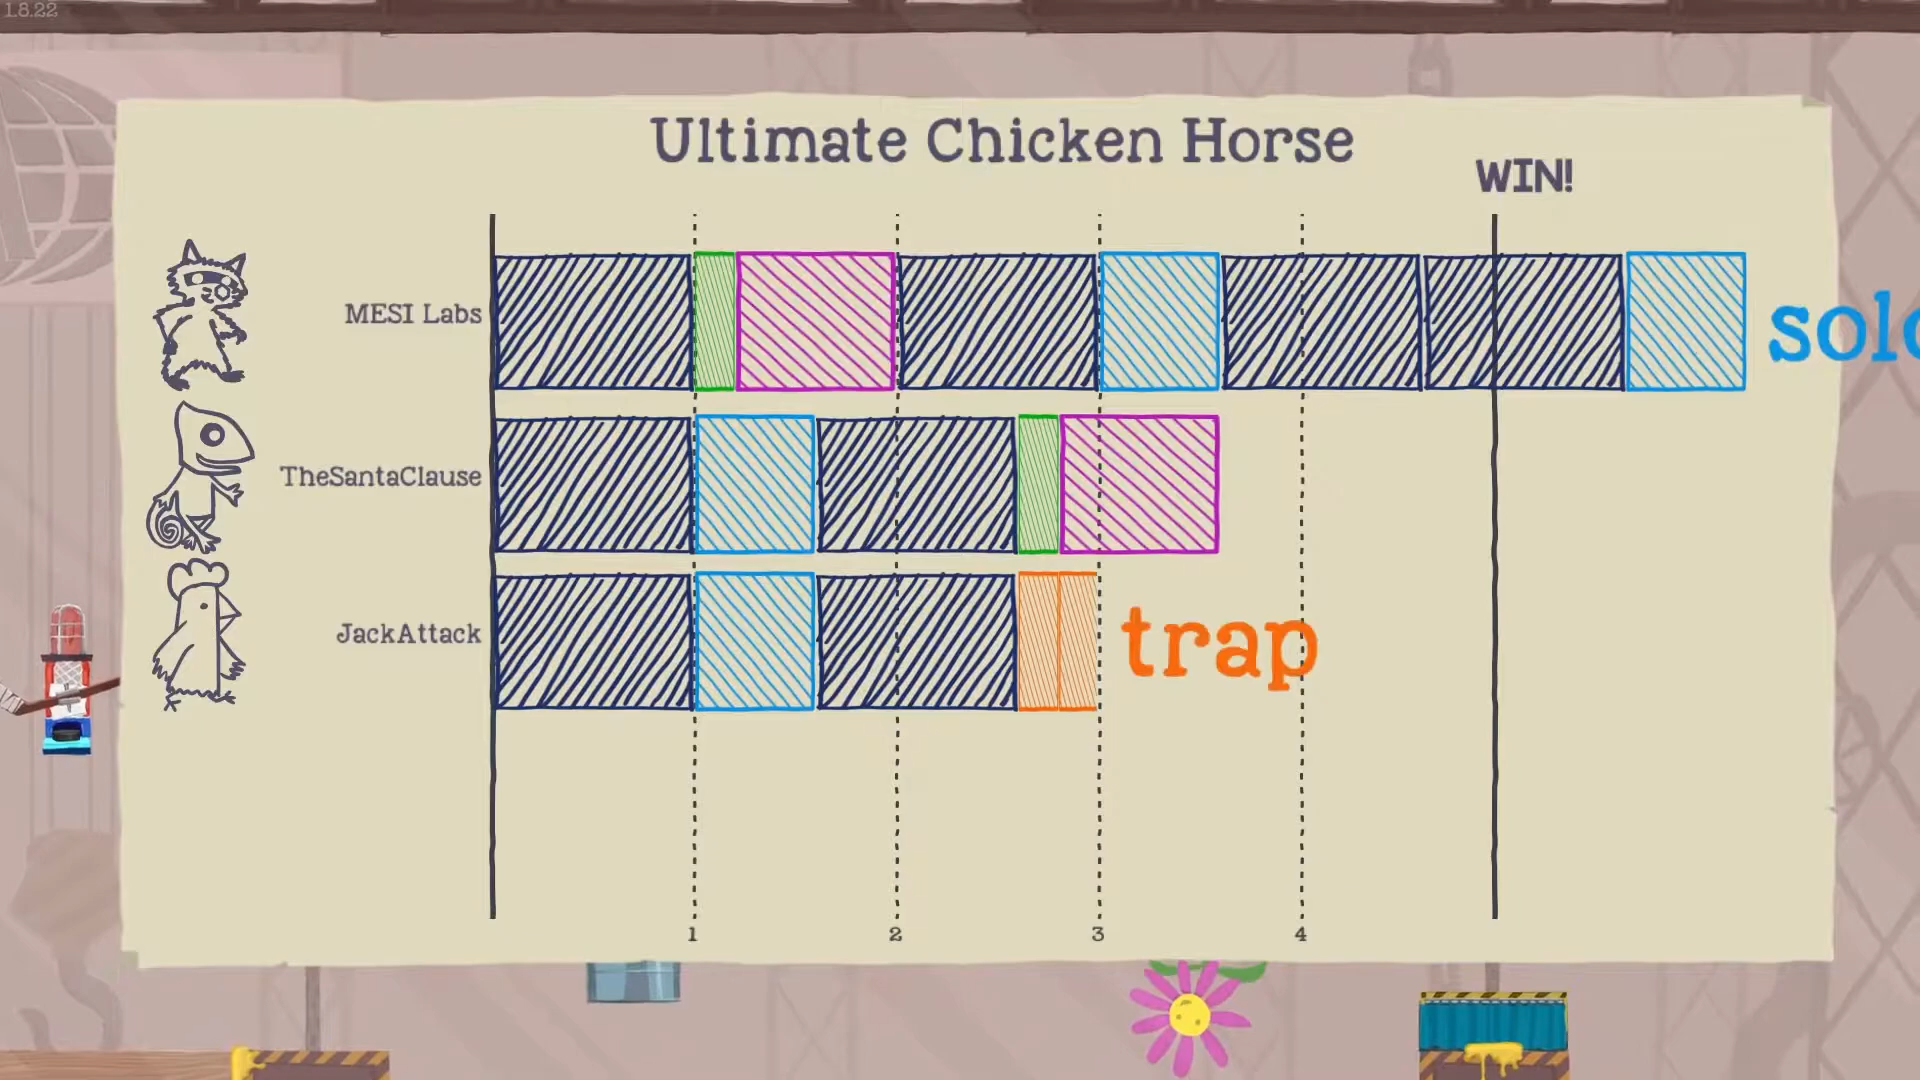 1.8.22
Ultimate Chicken Horse
WIN!
MESI Labs
solo
TheSantaClause
JackAttack
trap
1 2 3 4